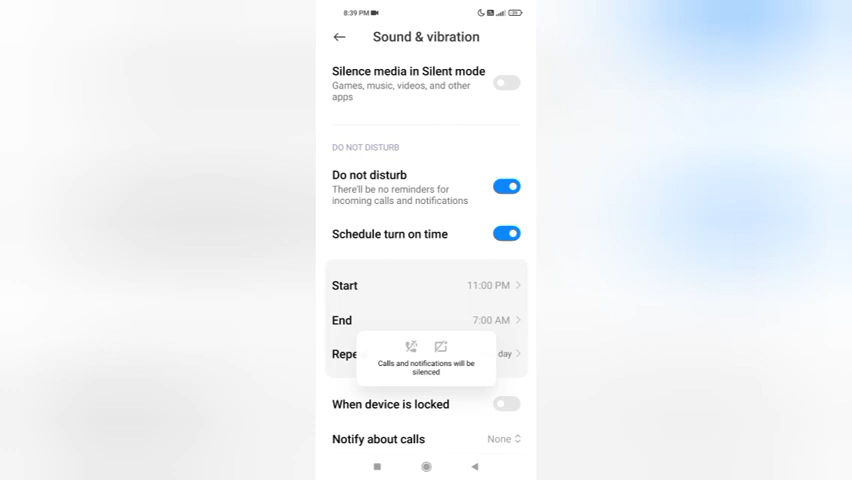 8:39 PM
Sound & vibration
Silence media in Silent mode
Games, music, videos, and other
apps
DO NOT DISTURB
Do not disturb
There'll be no reminders for
incoming calls and notifications
Schedule turn on time
Start 11:00 PM
End 7:00 AM
Repe day
Calls and notifications will be
silenced
When device is locked
Notify about calls None